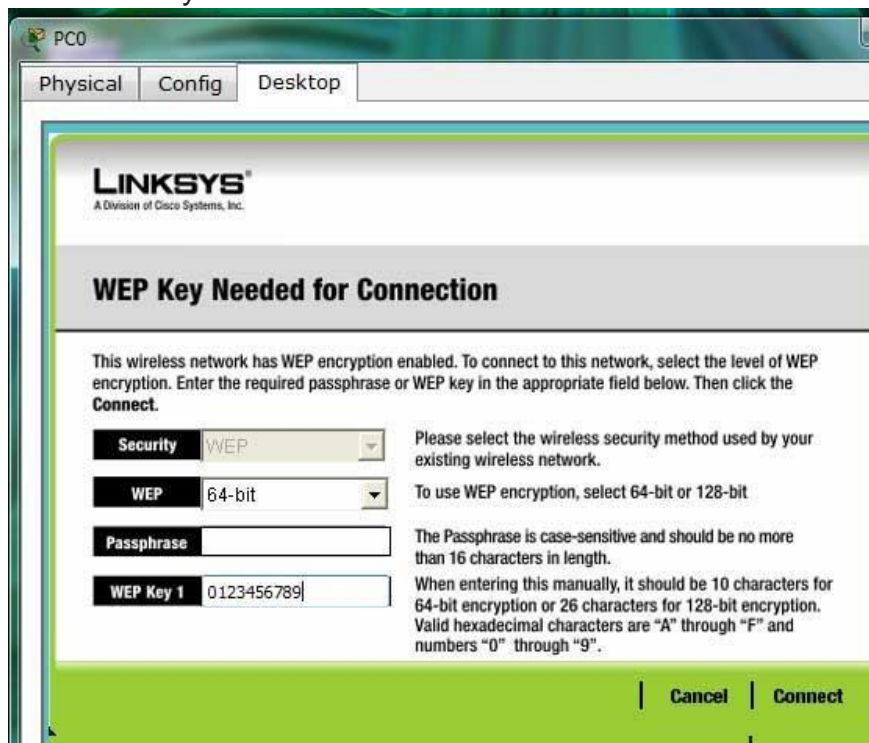 PC0
Physical Config Desktop
LINKSYS®
A Division of Cisco Systems, Inc.
WEP Key Needed for Connection
This wireless network has WEP encryption enabled. To connect to this network, select the level of WEP
encryption. Enter the required passphrase or WEP key in the appropriate field below. Then click the
Connect.
Security WEP Please select the wireless security method used by your
existing wireless network.
WEP 64-bit To use WEP encryption, select 64-bit or 128-bit
Passphrase The Passphrase is case-sensitive and should be no more
than 16 characters in length.
WEP Key 1 0123456789 When entering this manually, it should be 10 characters for
64-bit encryption or 26 characters for 128-bit encryption.
Valid hexadecimal characters are "A" through "F" and
numbers "0" through "9".
Cancel Connect